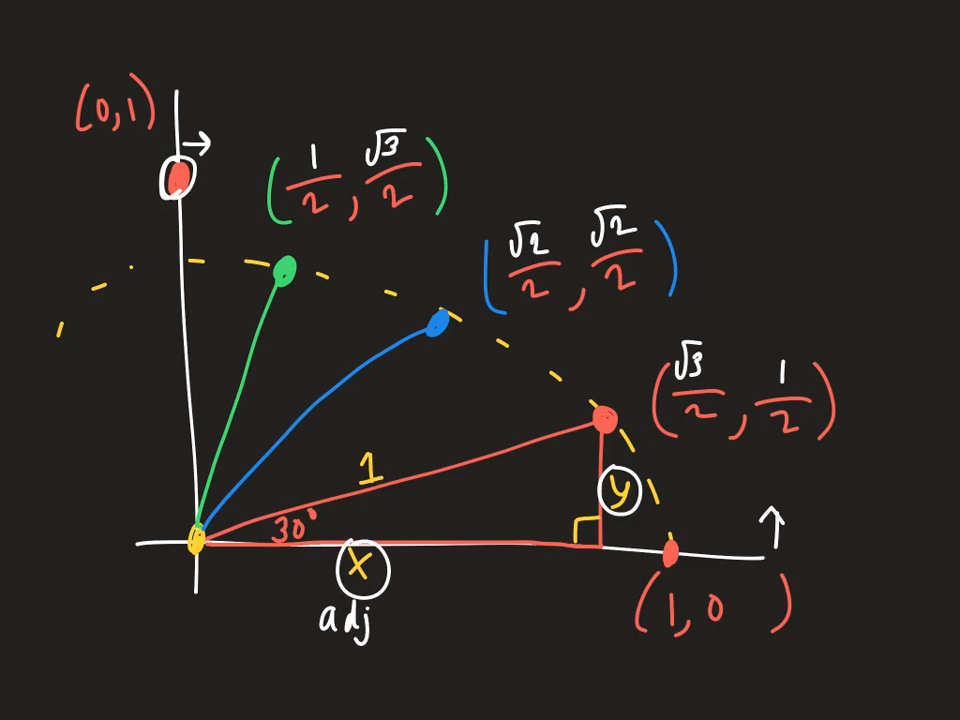 (0,1)
(1/2, √3/2)
(√2/2, √2/2)
(√3/2, 1/2)
1
y
30°
x
adj
(1,0 )